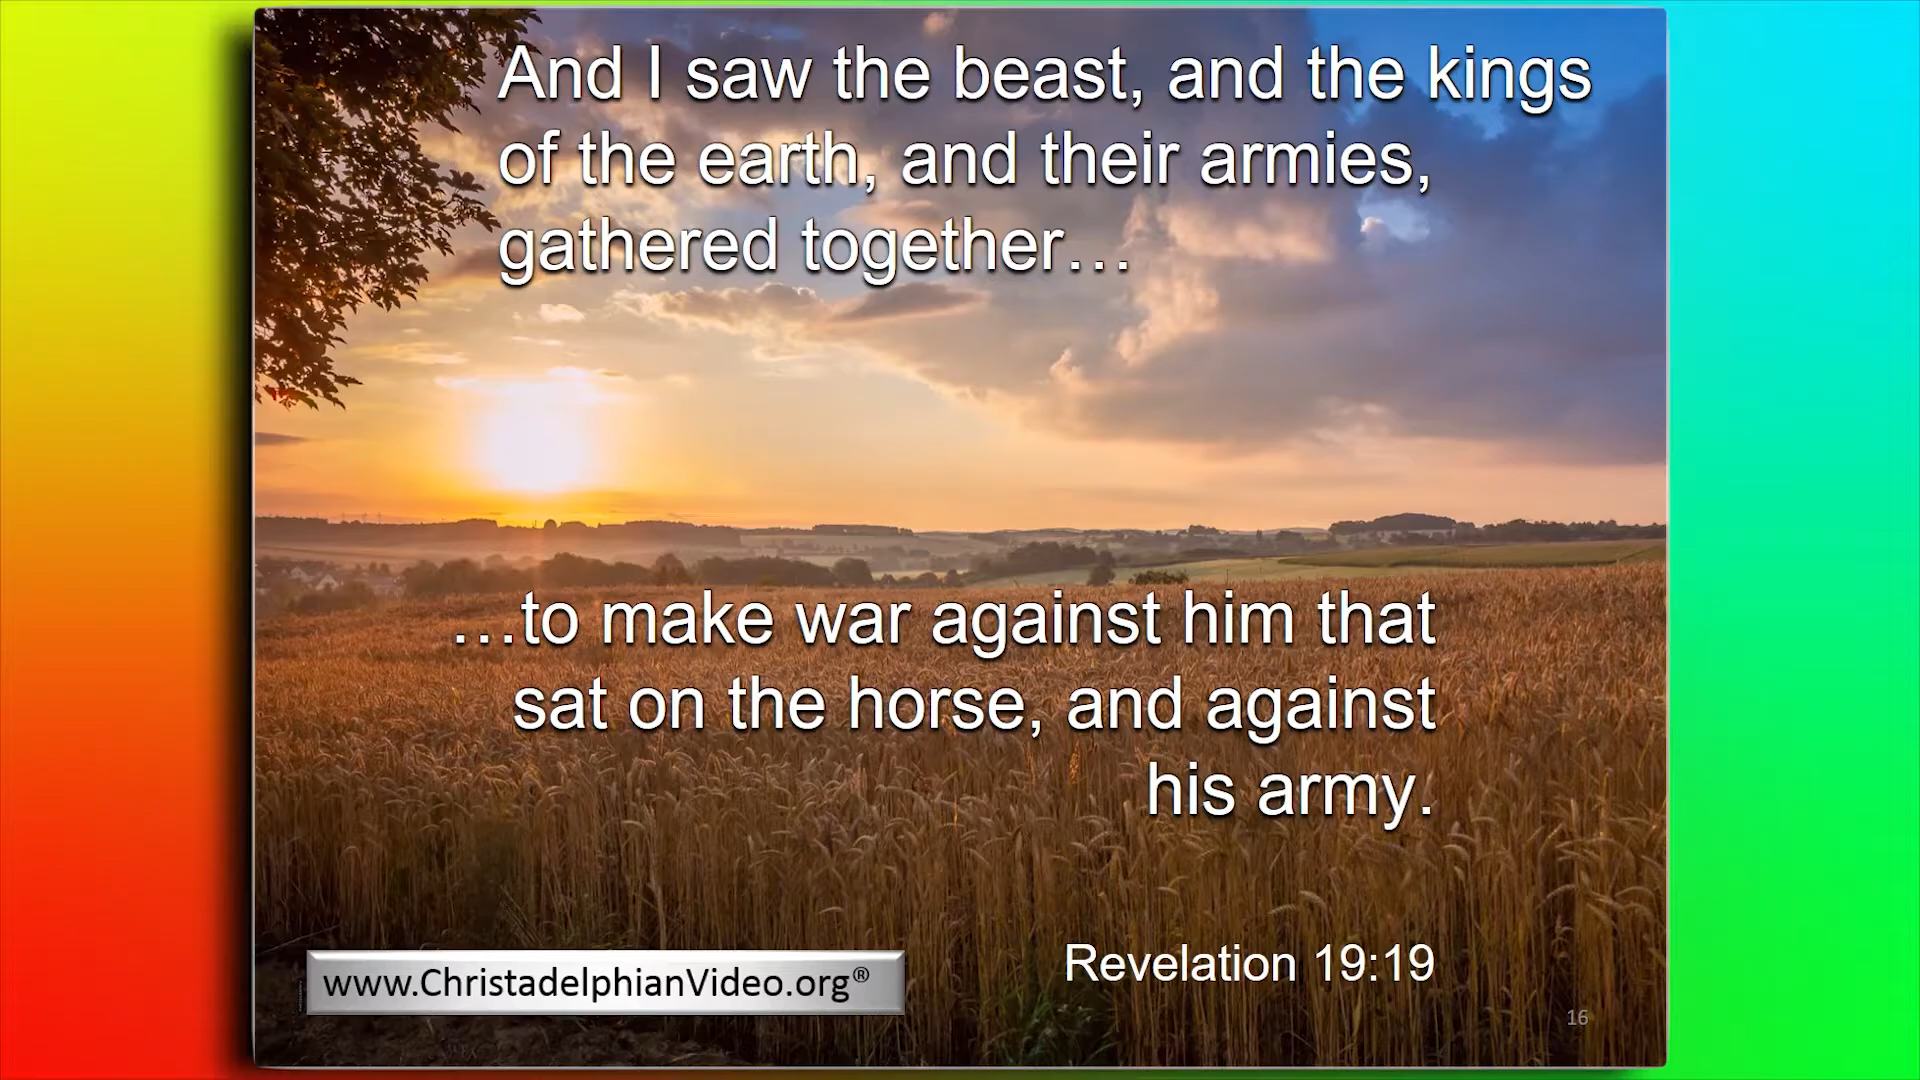 And I saw the beast, and the kings
of the earth, and their armies,
gathered together…
…to make war against him that
sat on the horse, and against
his army.
Revelation 19:19
www.ChristadelphianVideo.org®
16